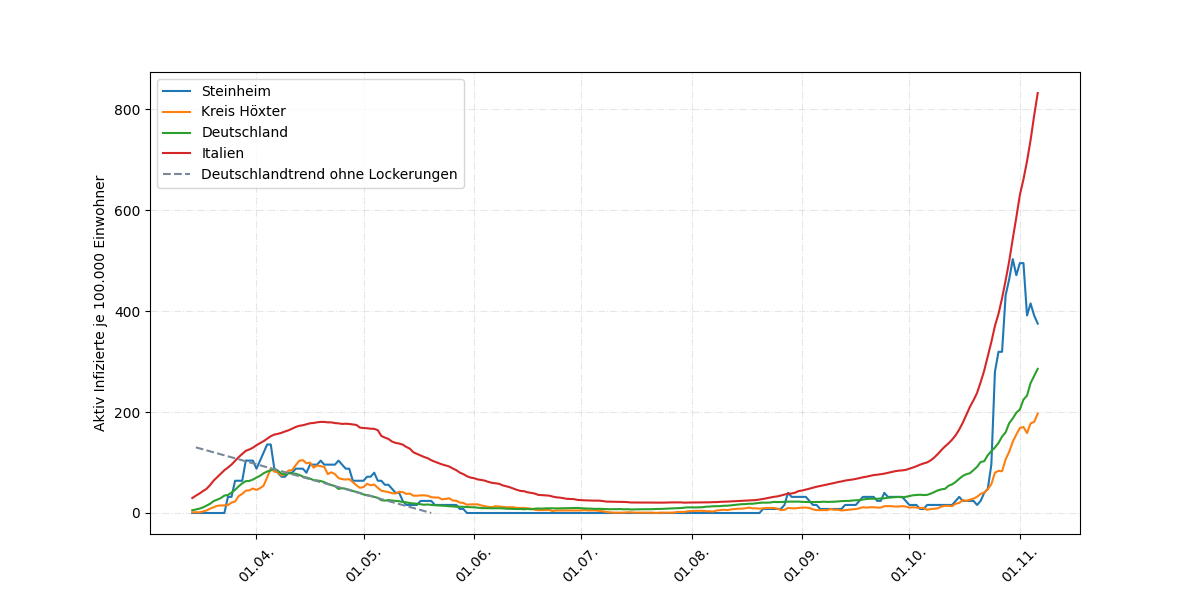 Steinheim
Kreis Höxter
Deutschland
Italien
Deutschlandtrend ohne Lockerungen
Aktiv Infizierte je 100.000 Einwohner
800
600
400
200
0
01.04.
01.05.
01.06.
01.07.
01.08.
01.09.
01.10.
01.11.